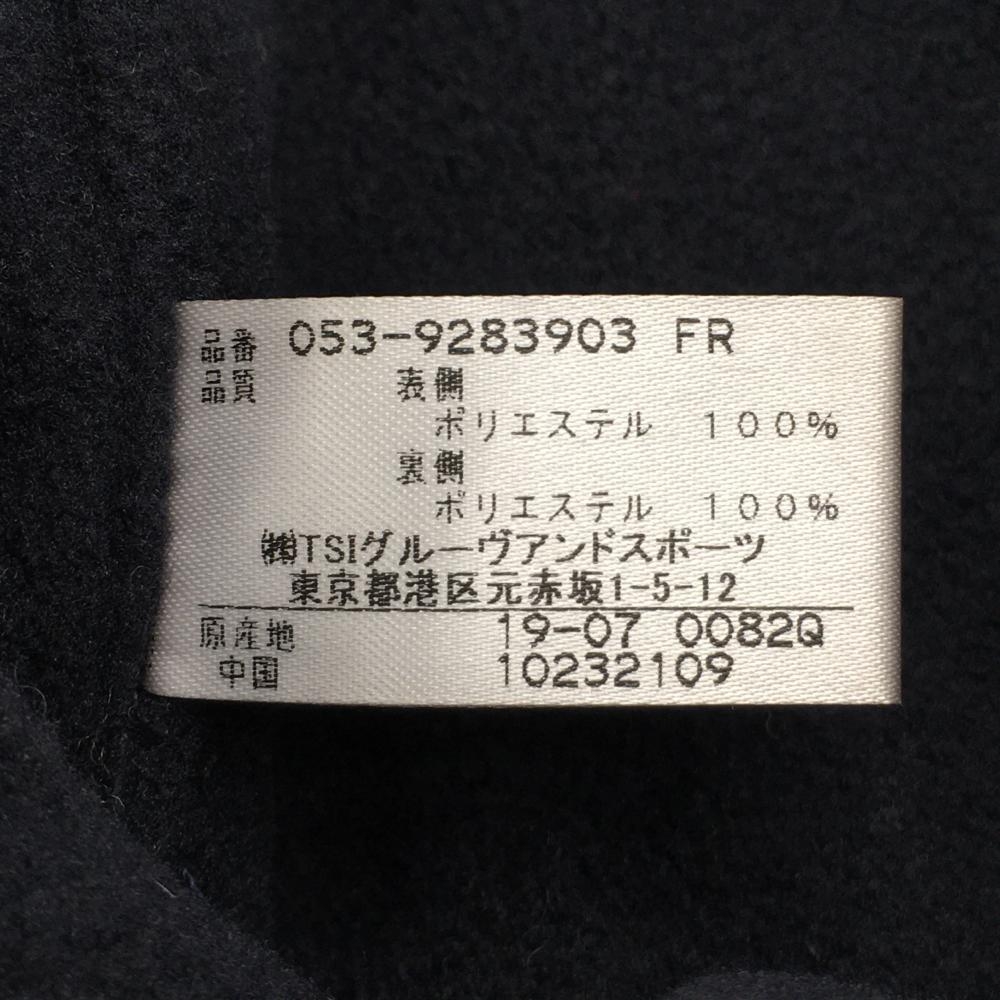 品番 053-9283903 FR
品質 表側
ポリエステル 100%
裏側
ポリエステル 100%
㈱TSIグルーヴアンドスポーツ
東京都港区元赤坂1-5-12
原産地 19-07 0082Q
中国 10232109